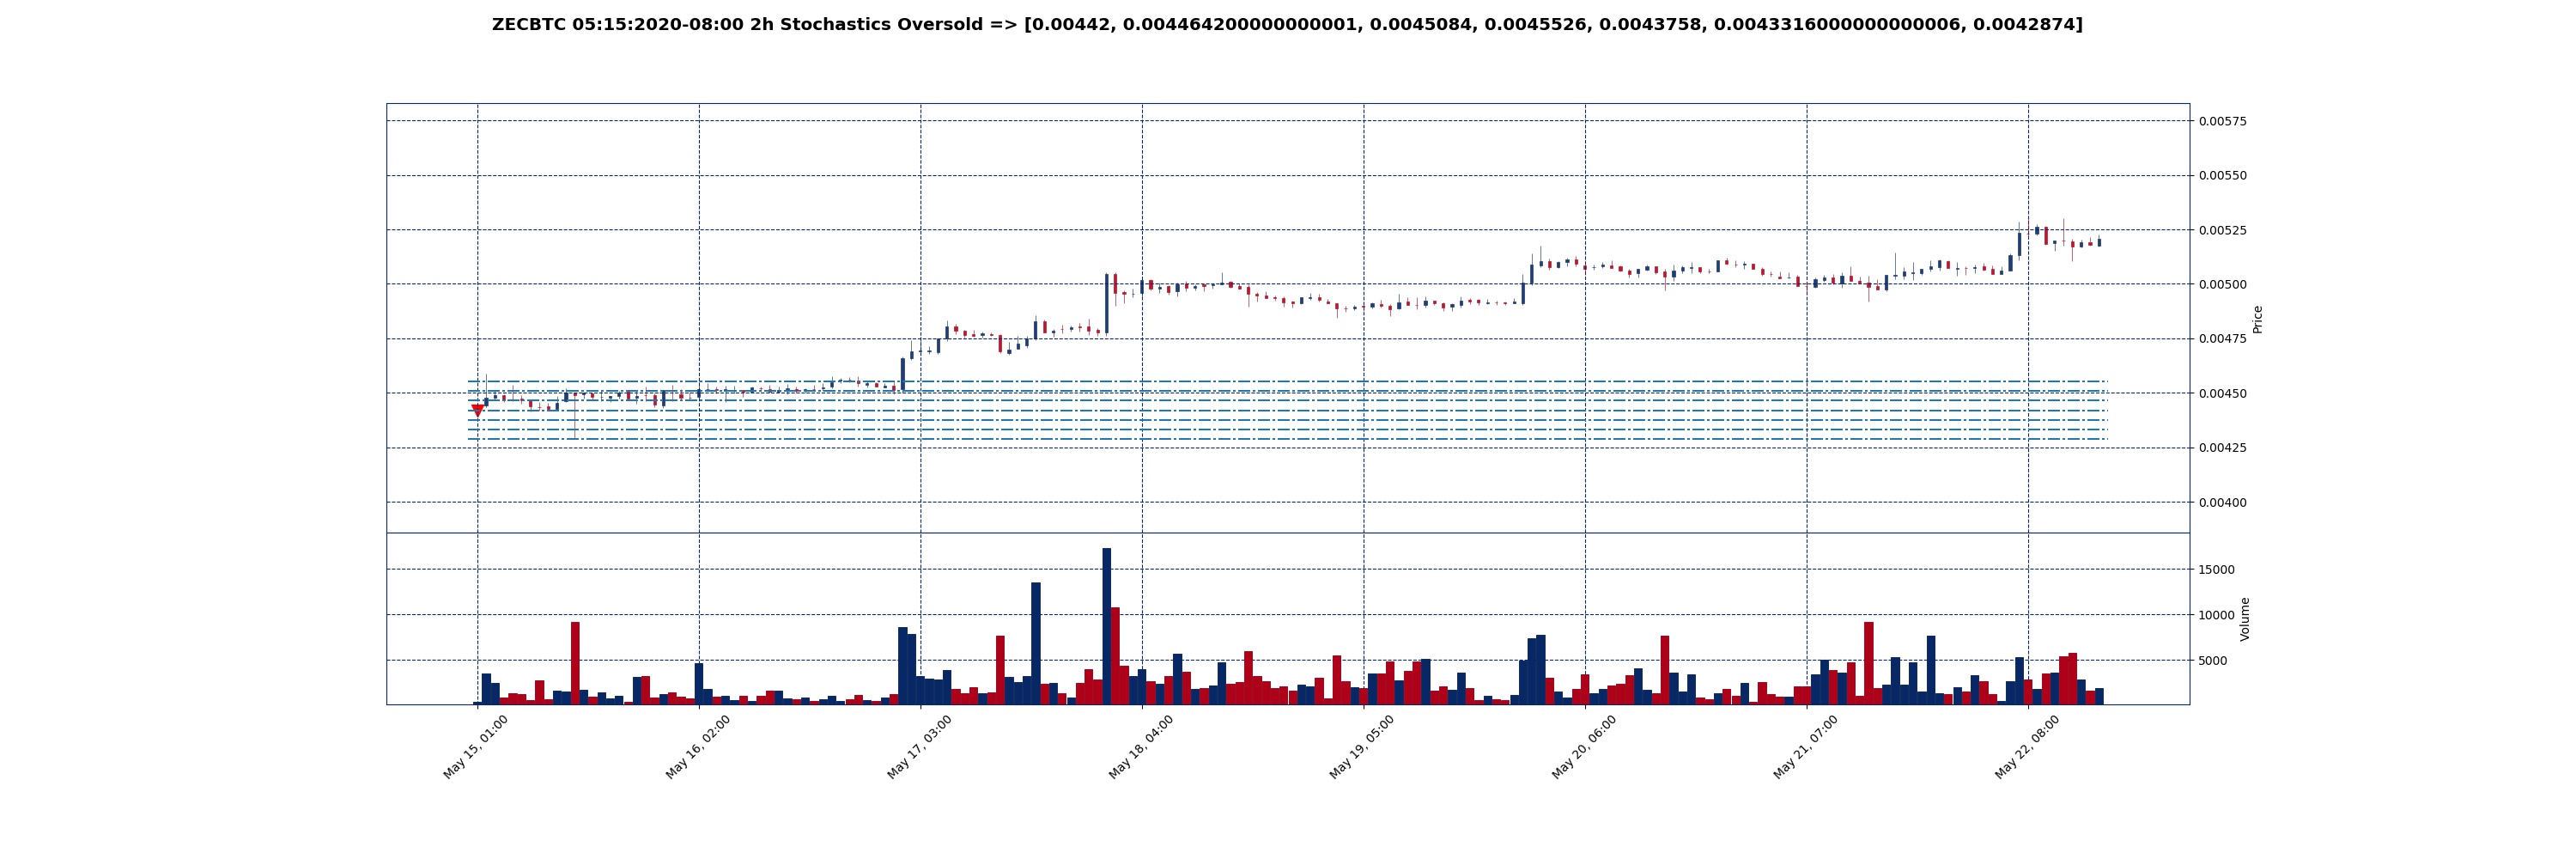 ZECBTC 05:15:2020-08:00 2h Stochastics Oversold => [0.00442, 0.004464200000000001, 0.0045084, 0.0045526, 0.0043758, 0.0043316000000000006, 0.0042874]
0.00575
0.00550
0.00525
0.00500
0.00475
0.00450
0.00425
0.00400
Price
15000
10000
5000
Volume
May 15, 01:00
May 16, 02:00
May 17, 03:00
May 18, 04:00
May 19, 05:00
May 20, 06:00
May 21, 07:00
May 22, 08:00